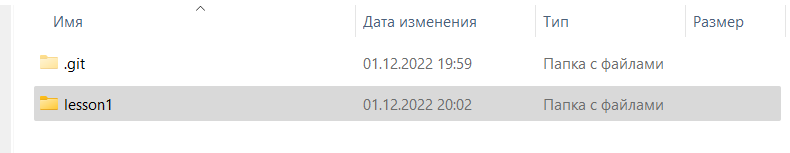 Имя Дата изменения Тип Размер
.git 01.12.2022 19:59 Папка с файлами
lesson1 01.12.2022 20:02 Папка с файлами